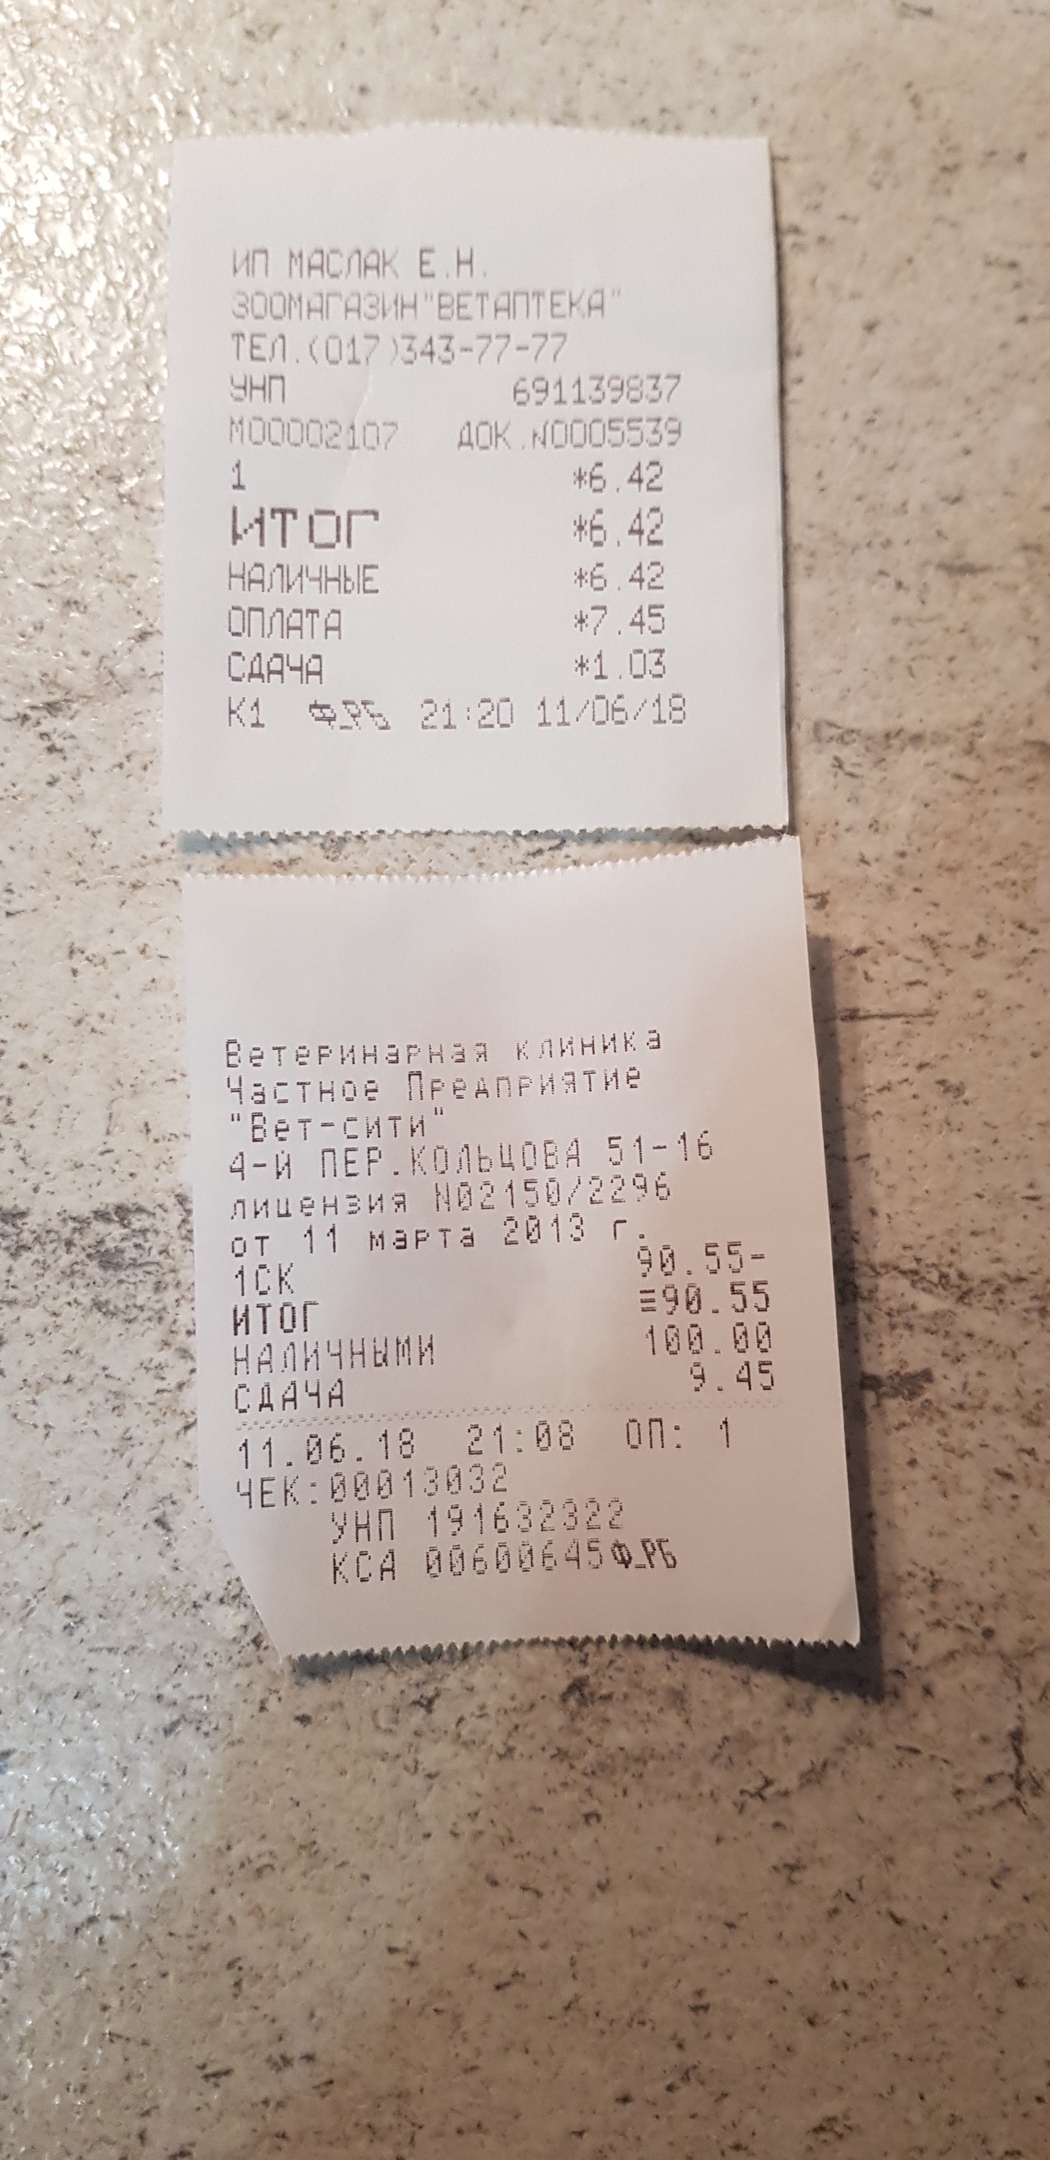 ИП МАСЛАК Е.Н.
ЗООМАГАЗИН"ВЕТАПТЕКА"
ТЕЛ.(017)343-77-77
УНП 691139837
М00002107 ДОК.N0005539
1 *6.42
ИТОГ *6.42
НАЛИЧНЫЕ *6.42
ОПЛАТА *7.45
СДАЧА *1.03
К1 Ф_РБ 21:20 11/06/18
Ветеринарная клиника
Частное Предприятие
"Вет-сити"
4-й ПЕР.КОЛЬЦОВА 51-16
лицензия N02150/2296
от 11 марта 2013 г.
1СК 90.55-
ИТОГ ≡90.55
НАЛИЧНЫМИ 100.00
СДАЧА 9.45
11.06.18 21:08 ОП: 1
ЧЕК:00013032
УНП 191632322
КСА 00600645Ф_РБ